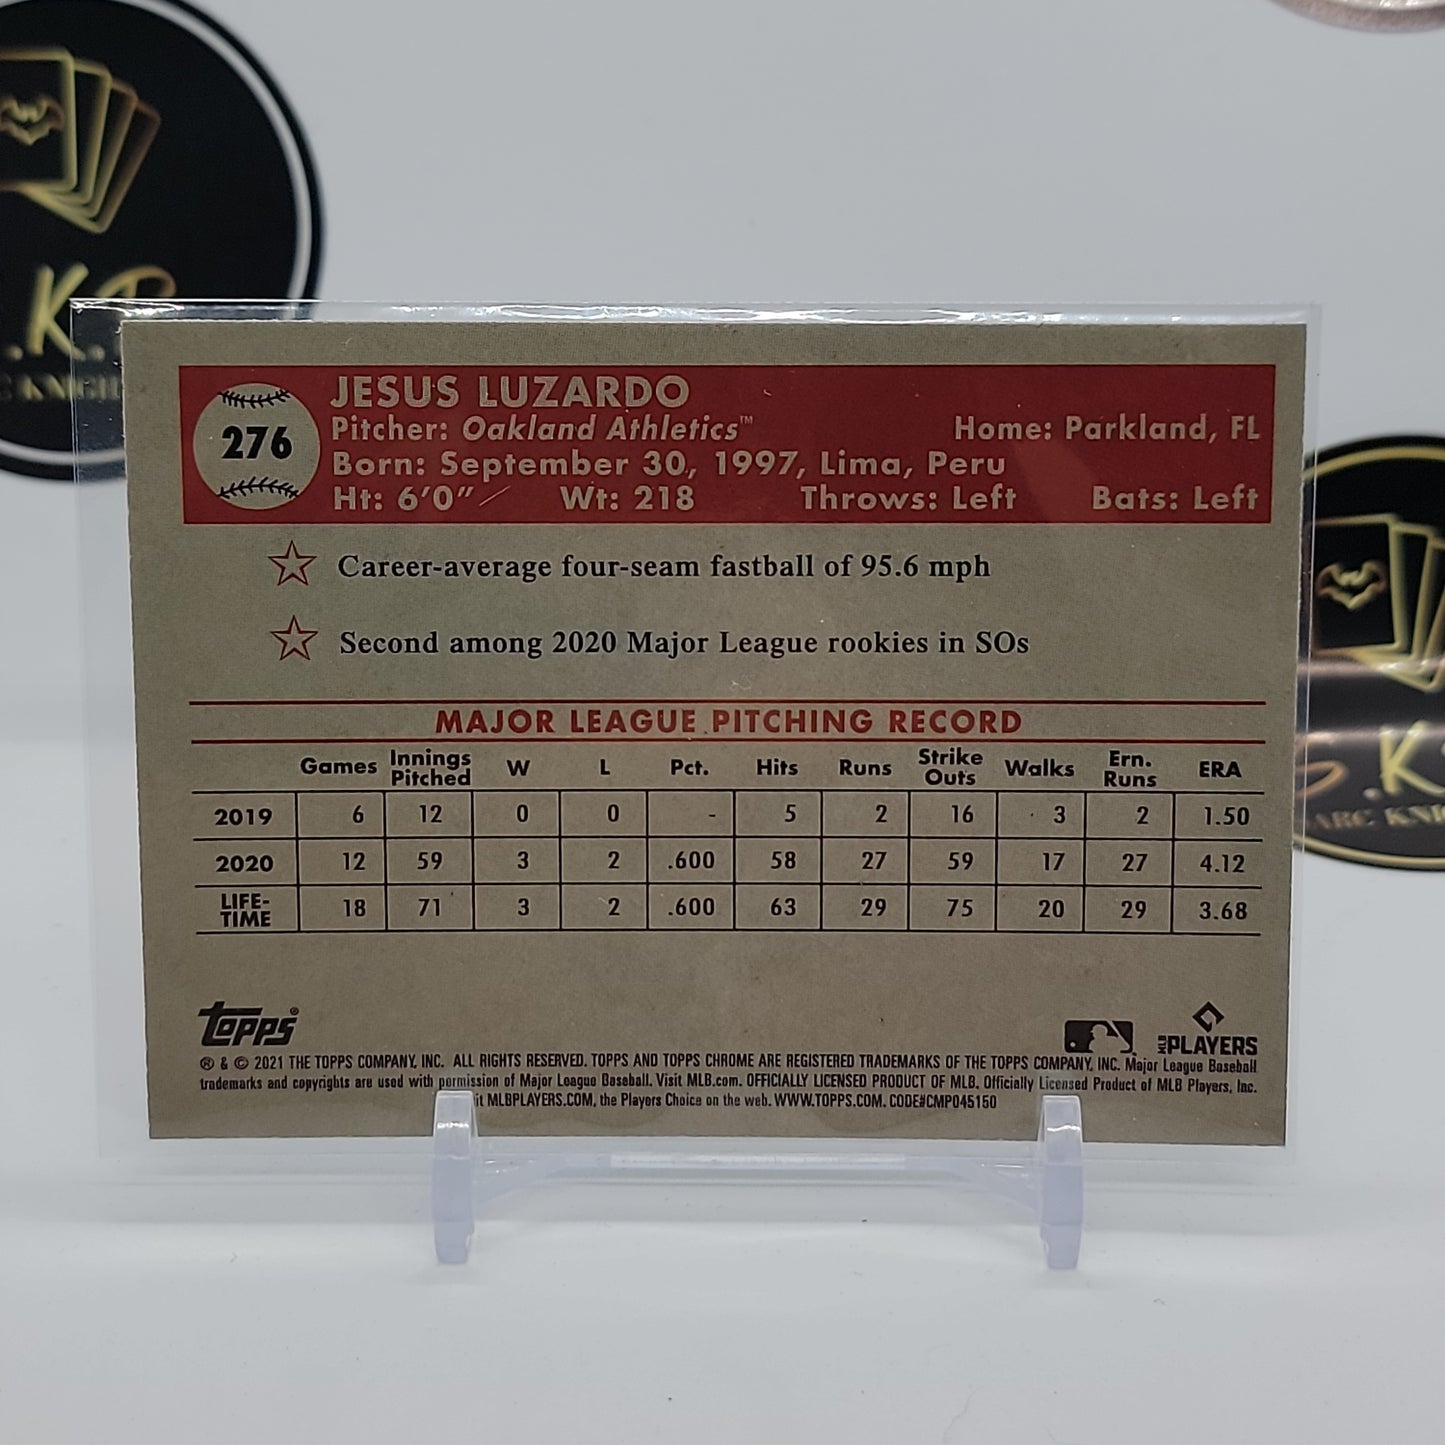 276
JESUS LUZARDO
Pitcher: Oakland Athletics™ Home: Parkland, FL
Born: September 30, 1997, Lima, Peru
Ht: 6'0" Wt: 218 Throws: Left Bats: Left
Career-average four-seam fastball of 95.6 mph
Second among 2020 Major League rookies in SOs
MAJOR LEAGUE PITCHING RECORD
Games Innings Pitched W L Pct. Hits Runs Strike Outs Walks Ern. Runs ERA
2019 6 12 0 0 - 5 2 16 3 2 1.50
2020 12 59 3 2 .600 58 27 59 17 27 4.12
LIFE-TIME 18 71 3 2 .600 63 29 75 20 29 3.68
topps®
MLB PLAYERS
® & © 2021 THE TOPPS COMPANY, INC. ALL RIGHTS RESERVED. TOPPS AND TOPPS CHROME ARE REGISTERED TRADEMARKS OF THE TOPPS COMPANY, INC. Major League Baseball
trademarks and copyrights are used with permission of Major League Baseball. Visit MLB.com. OFFICIALLY LICENSED PRODUCT OF MLB. Officially Licensed Product of MLB Players, Inc.
it MLBPLAYERS.COM, the Players Choice on the web. WWW.TOPPS.COM. CODE#CMP045150